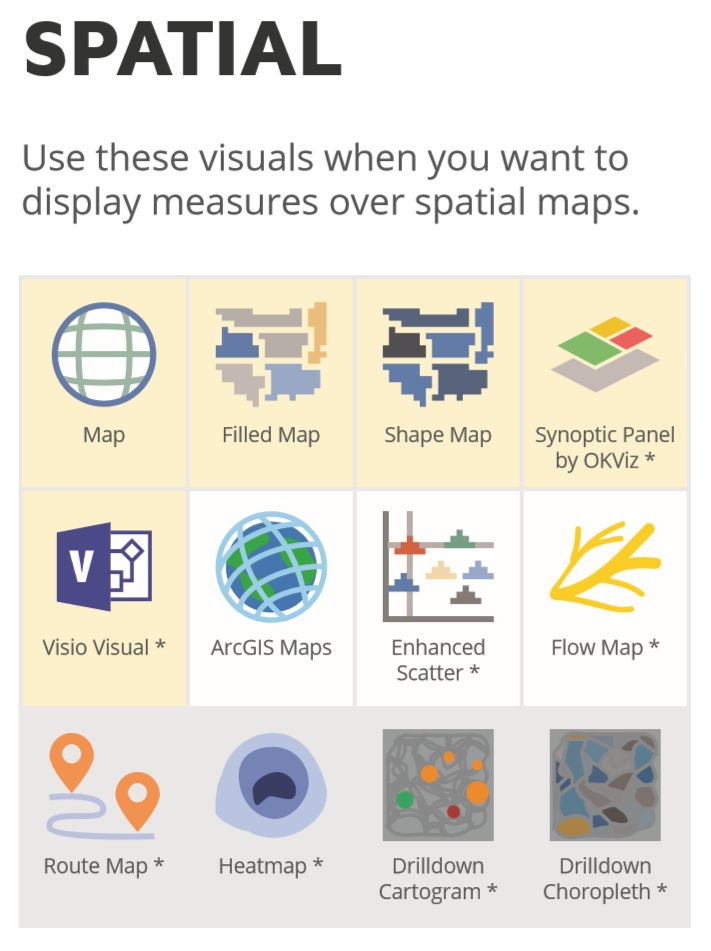 SPATIAL
Use these visuals when you want to
display measures over spatial maps.
Map
Filled Map
Shape Map
Synoptic Panel
by OKViz *
V
Visio Visual *
ArcGIS Maps
Enhanced
Scatter *
Flow Map *
Route Map *
Heatmap *
Drilldown
Cartogram *
Drilldown
Choropleth *